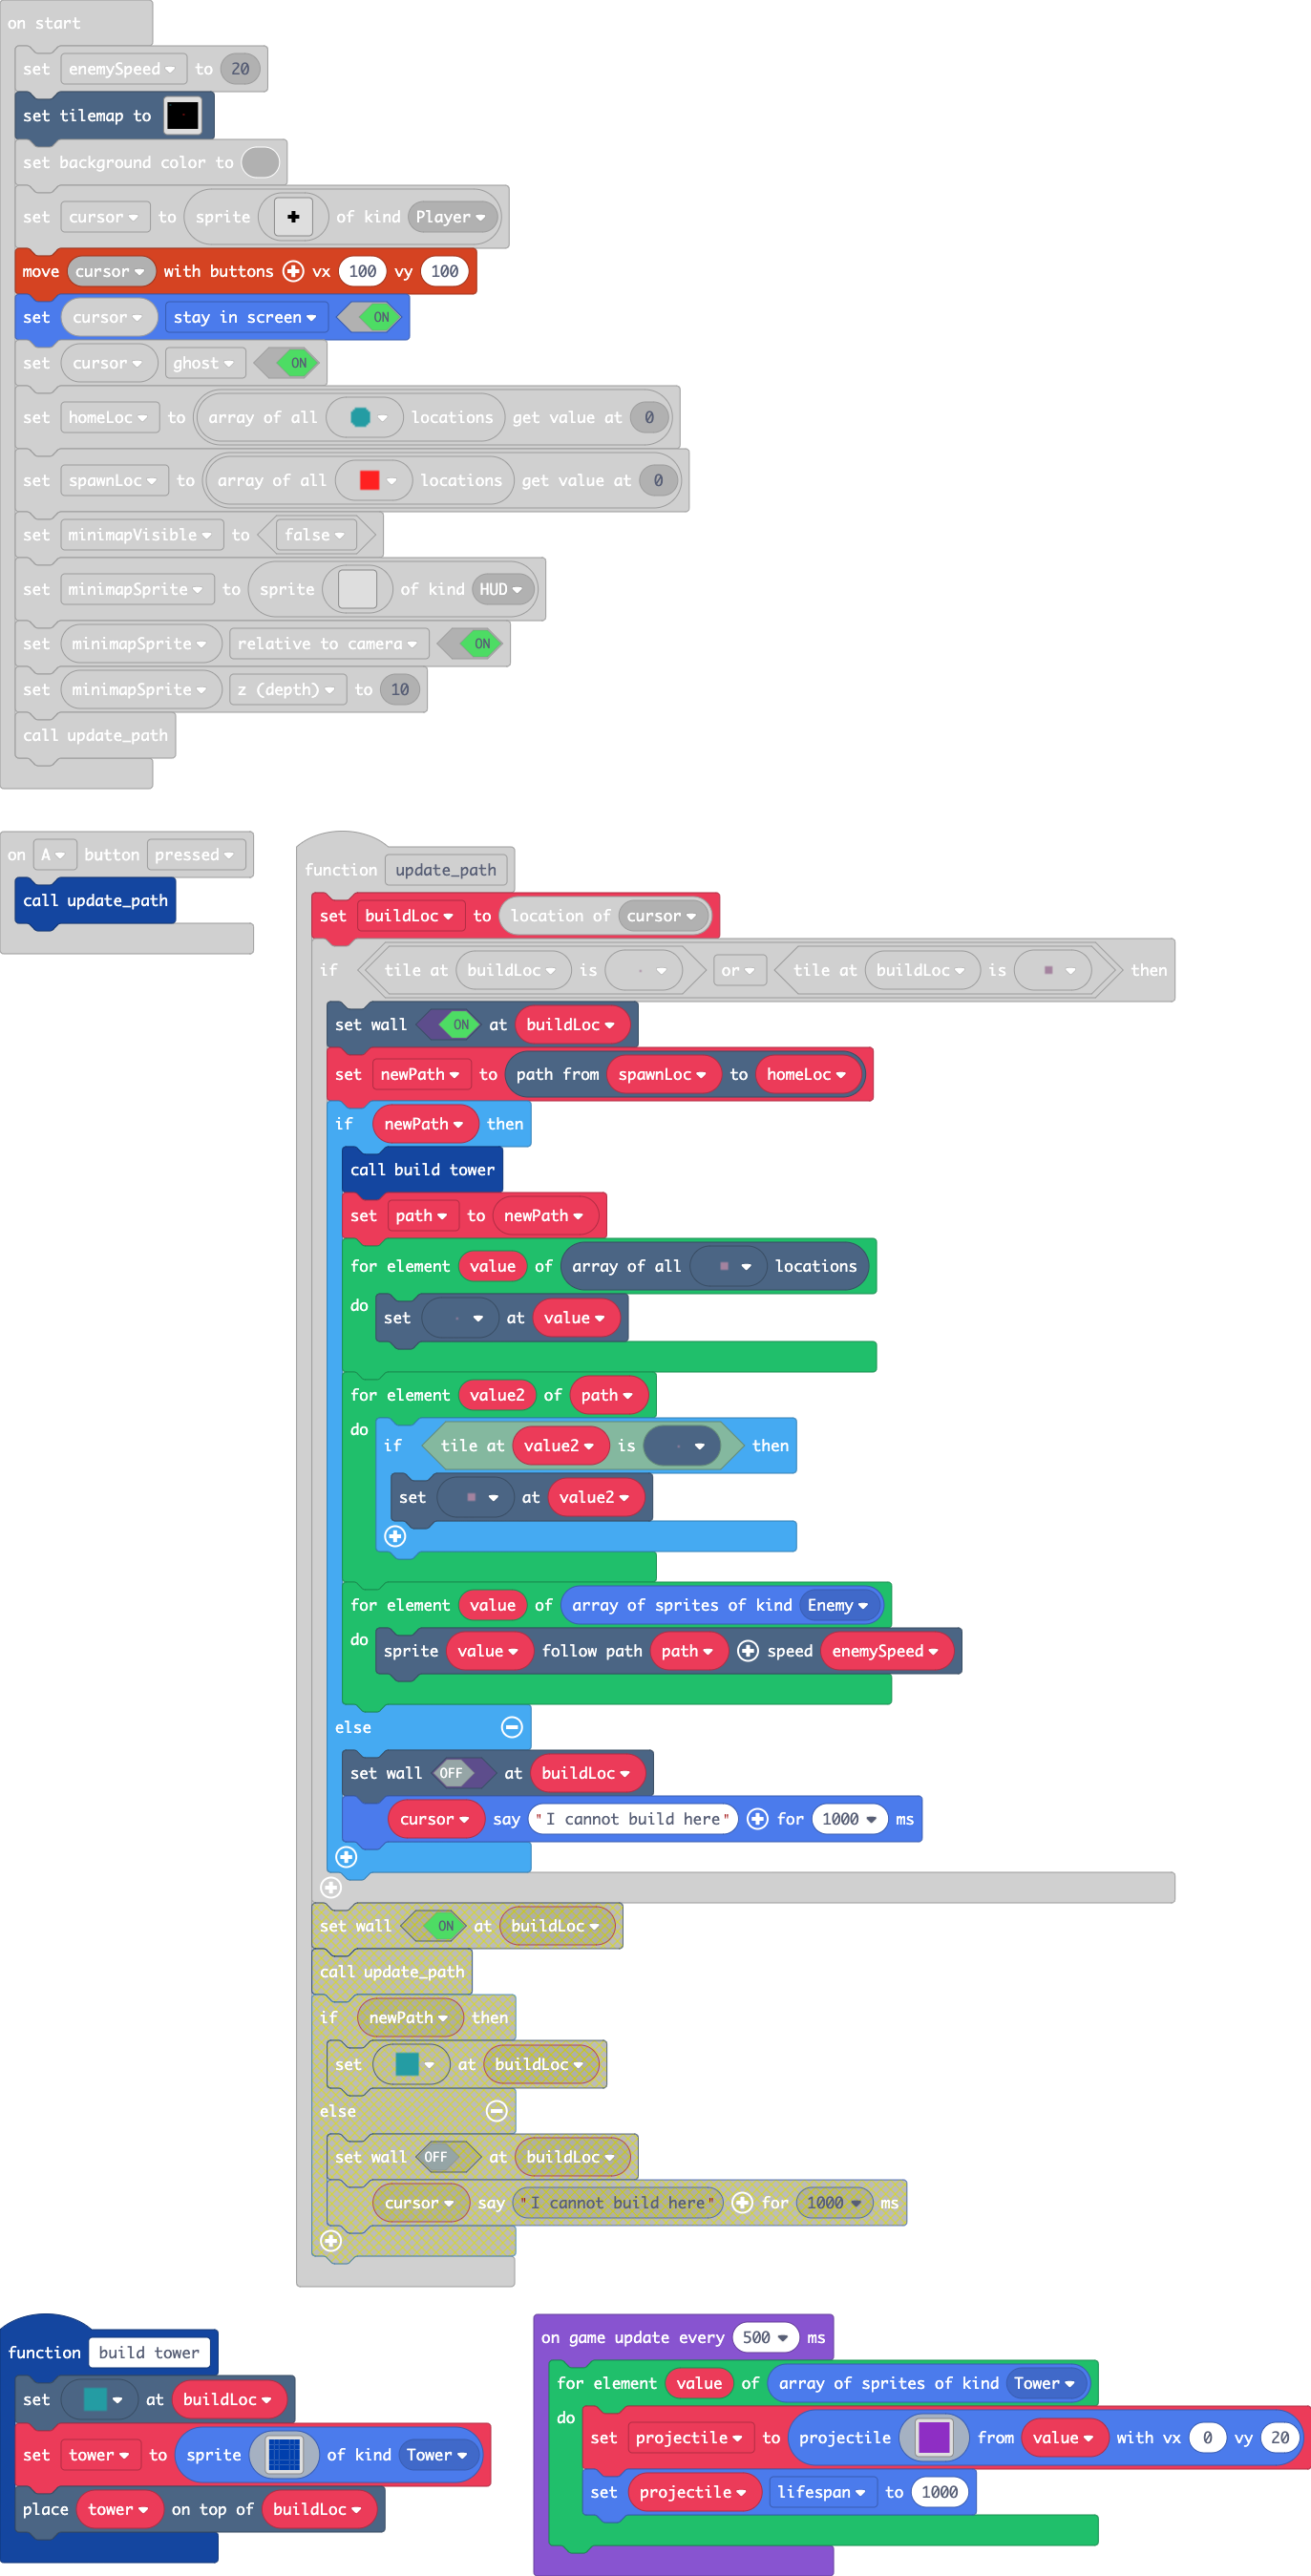 on start
set enemySpeed to 20
set tilemap to
set background color to
set cursor to sprite of kind Player
move cursor with buttons vx 100 vy 100
set cursor stay in screen ON
set cursor ghost ON
set homeLoc to array of all locations get value at 0
set spawnLoc to array of all locations get value at 0
set minimapVisible to false
set minimapSprite to sprite of kind HUD
set minimapSprite relative to camera ON
set minimapSprite z (depth) to 10
call update_path
on A button pressed
call update_path
function update_path
set buildLoc to location of cursor
if tile at buildLoc is or tile at buildLoc is then
set wall ON at buildLoc
set newPath to path from spawnLoc to homeLoc
if newPath then
call build tower
set path to newPath
for element value of array of all locations
do set at value
for element value2 of path
do if tile at value2 is then
set at value2
for element value of array of sprites of kind Enemy
do sprite value follow path path speed enemySpeed
else
set wall OFF at buildLoc
cursor say "I cannot build here" for 1000 ms
set wall ON at buildLoc
call update_path
if newPath then
set at buildLoc
else
set wall OFF at buildLoc
cursor say "I cannot build here" for 1000 ms
function build tower
set at buildLoc
set tower to sprite of kind Tower
place tower on top of buildLoc
on game update every 500 ms
for element value of array of sprites of kind Tower
do set projectile to projectile from value with vx 0 vy 20
set projectile lifespan to 1000